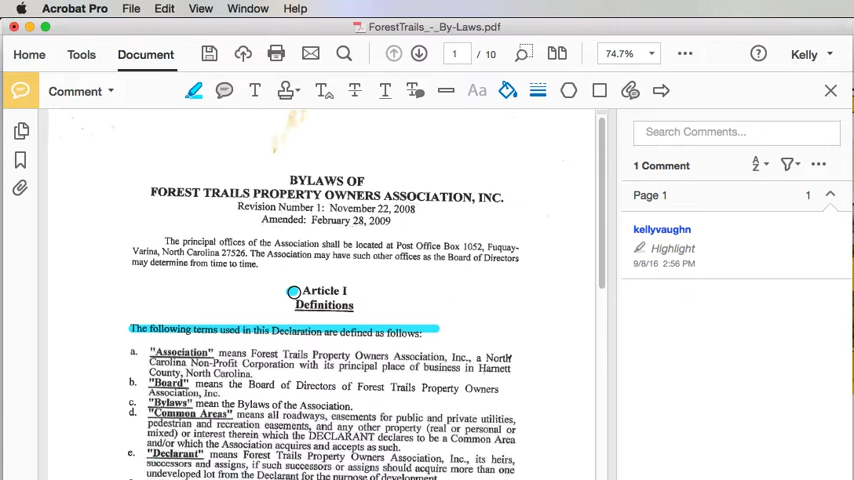 Acrobat Pro File Edit View Window Help
ForestTrails_-_By-Laws.pdf
Home Tools Document 1 / 10 74.7% Kelly
Comment Aa
Search Comments...
1 Comment
Page 1 1
kellyvaughn
Highlight
9/8/16 2:56 PM
BYLAWS OF
FOREST TRAILS PROPERTY OWNERS ASSOCIATION, INC.
Revision Number 1: November 22, 2008
Amended: February 28, 2009
The principal offices of the Association shall be located at Post Office Box 1052, Fuquay-
Varina, North Carolina 27526. The Association may have such other offices as the Board of Directors
may determine from time to time.
Article I
Definitions
The following terms used in this Declaration are defined as follows:
a. "Association" means Forest Trails Property Owners Association, Inc., a North
Carolina Non-Profit Corporation with its principal place of business in Harnett
County, North Carolina.
b. "Board" means the Board of Directors of Forest Trails Property Owners
Association, Inc.
c. "Bylaws" mean the Bylaws of the Association.
d. "Common Areas" means all roadways, easements for public and private utilities,
pedestrian and recreation easements, and any other property (real or personal or
mixed) or interest therein which the DECLARANT declares to be a Common Area
and/or which the Association acquires and accepts as such.
e. "Declarant" means Forest Trails Property Owners Association, Inc., its heirs,
successors and assigns, if such successors or assigns should acquire more than one
undeveloped lot from the Declarant for the purpose of development.